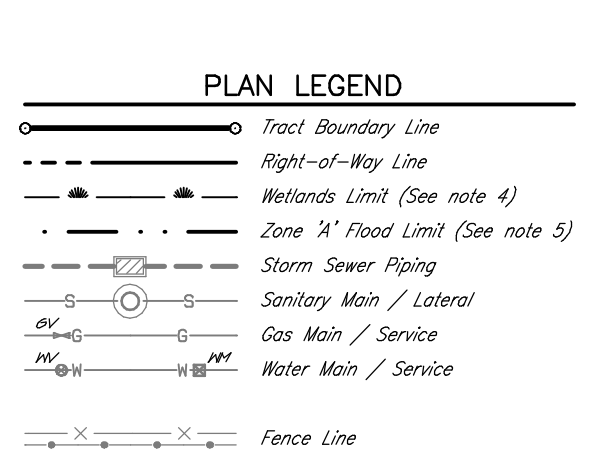 PLAN LEGEND
Tract Boundary Line
Right-of-Way Line
Wetlands Limit (See note 4)
Zone 'A' Flood Limit (See note 5)
Storm Sewer Piping
S S Sanitary Main / Lateral
GV G G Gas Main / Service
WV W W WM Water Main / Service
Fence Line